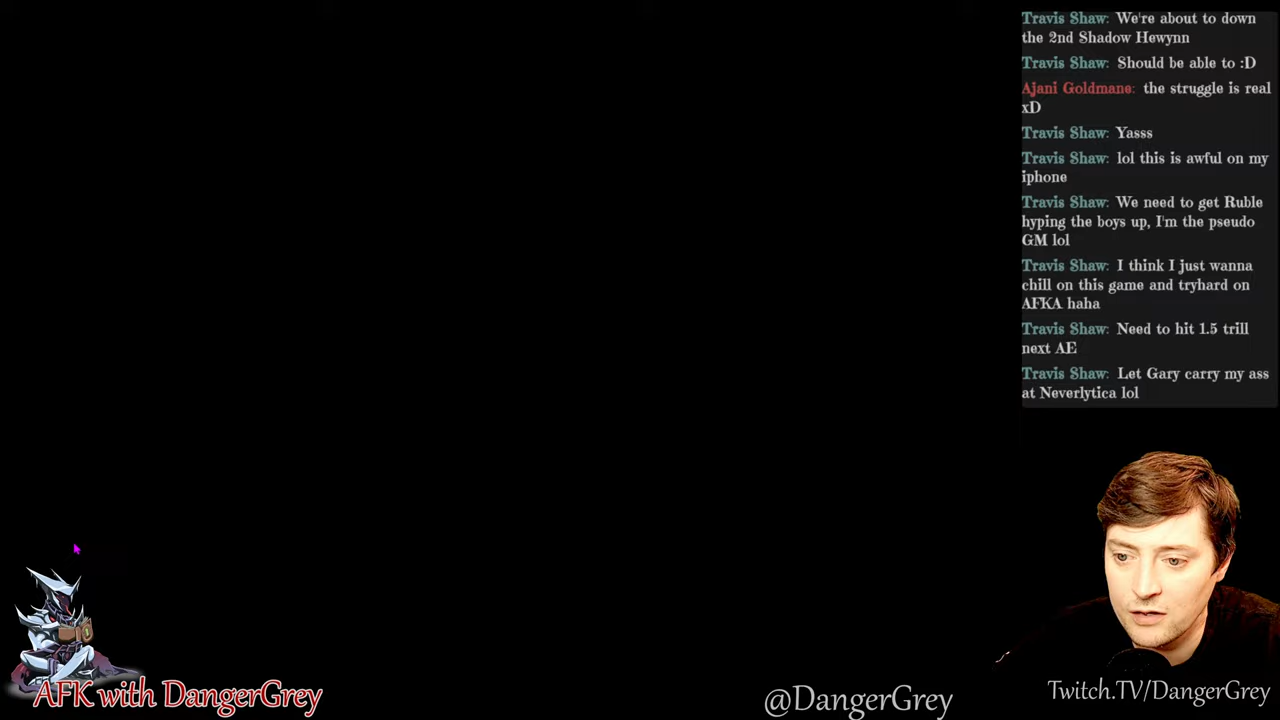 Travis Shaw: We're about to down
the 2nd Shadow Hewynn
Travis Shaw: Should be able to :D
Ajani Goldmane: the struggle is real
xD
Travis Shaw: Yasss
Travis Shaw: lol this is awful on my
iphone
Travis Shaw: We need to get Ruble
hyping the boys up, I'm the pseudo
GM lol
Travis Shaw: I think I just wanna
chill on this game and tryhard on
AFKA haha
Travis Shaw: Need to hit 1.5 trill
next AE
Travis Shaw: Let Gary carry my ass
at Neverlytica lol
AFK with DangerGrey
@DangerGrey
Twitch.TV/DangerGrey